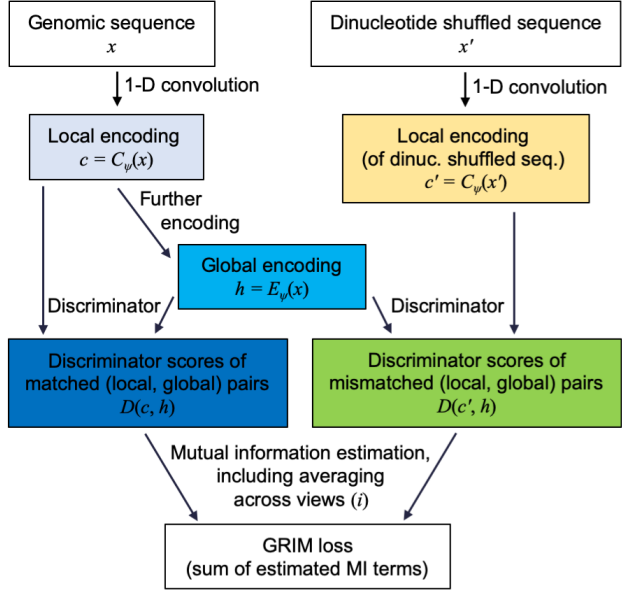 Genomic sequence
x
Dinucleotide shuffled sequence
x′
1-D convolution
1-D convolution
Local encoding
c = Cψ(x)
Local encoding
(of dinuc. shuffled seq.)
c′ = Cψ(x′)
Further
encoding
Global encoding
h = Eψ(x)
Discriminator
Discriminator
Discriminator scores of
matched (local, global) pairs
D(c, h)
Discriminator scores of
mismatched (local, global) pairs
D(c′, h)
Mutual information estimation,
including averaging
across views (i)
GRIM loss
(sum of estimated MI terms)